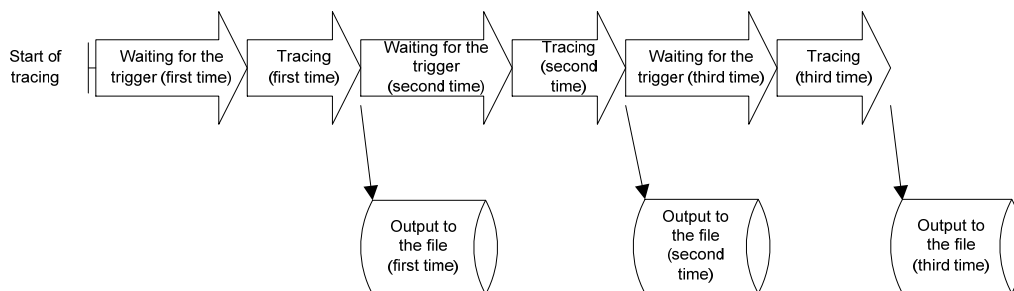 Start of
tracing
Waiting for the
trigger (first time)
Tracing
(first time)
Waiting for the
trigger
(second time)
Tracing
(second
time)
Waiting for the
trigger (third time)
Tracing
(third time)
Output to
the file
(first time)
Output to
the file
(second
time)
Output to
the file
(third time)